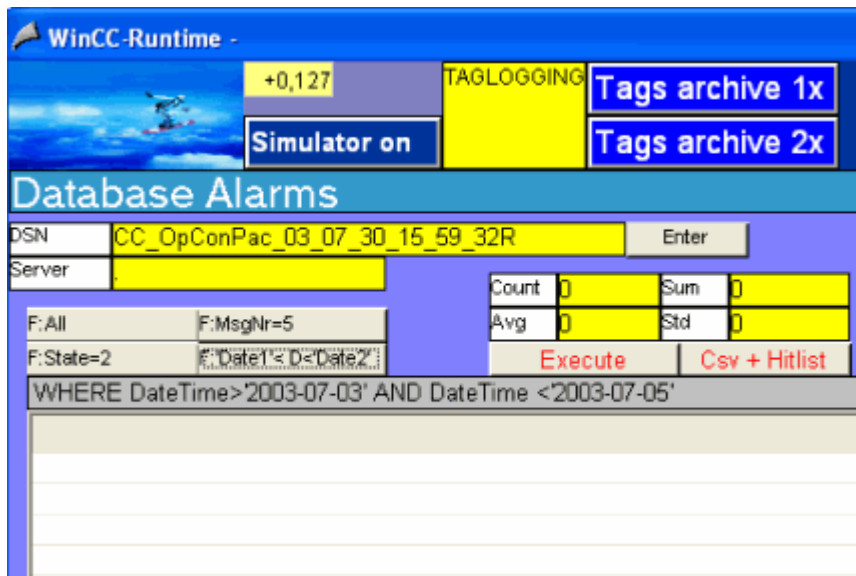 WinCC-Runtime -
+0,127
TAGLOGGING
Tags archive 1x
Simulator on
Tags archive 2x
Database Alarms
DSN CC_OpConPac_03_07_30_15_59_32R Enter
Server .
Count 0 Sum 0
F:All F:MsgNr=5 Avg 0 Std 0
F:State=2 F:'Date1'< D<'Date2' Execute Csv + Hitlist
WHERE DateTime>'2003-07-03' AND DateTime <'2003-07-05'